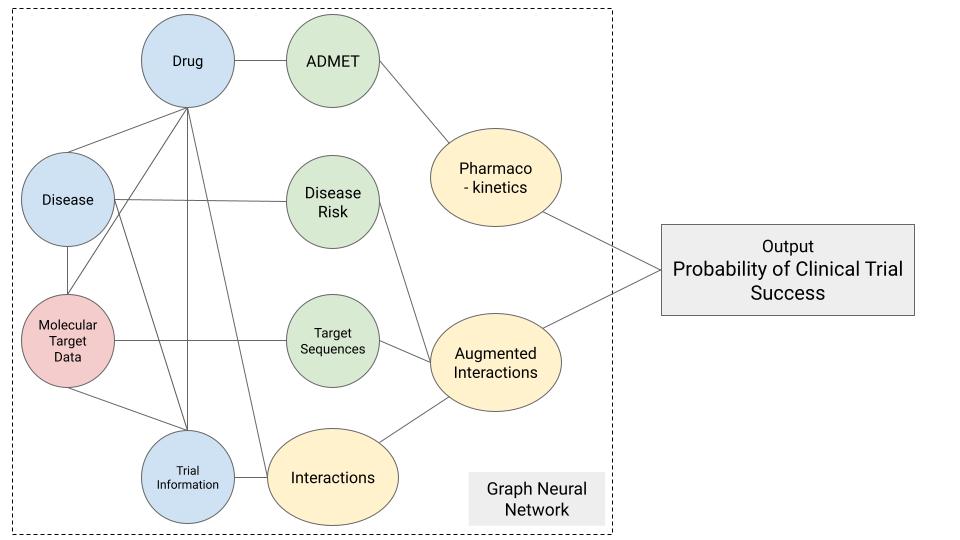 Drug
ADMET
Pharmaco
- kinetics
Disease
Disease
Risk
Output
Probability of Clinical Trial
Success
Molecular
Target
Data
Target
Sequences
Augmented
Interactions
Trial
Information
Interactions
Graph Neural
Network